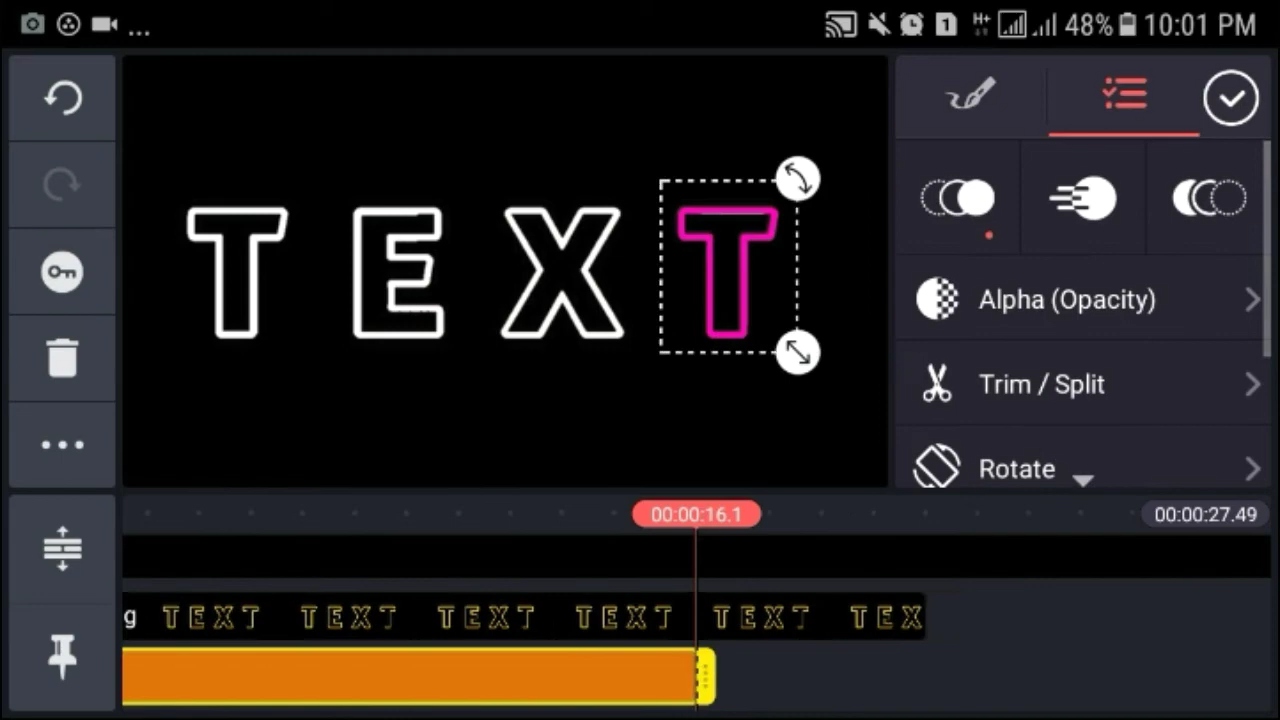 ... 1 H+ 48% 10:01 PM
TEXT
Alpha (Opacity)
Trim / Split
Rotate
00:00:16.1
00:00:27.49
g TEXT TEXT TEXT TEXT TEXT TEX